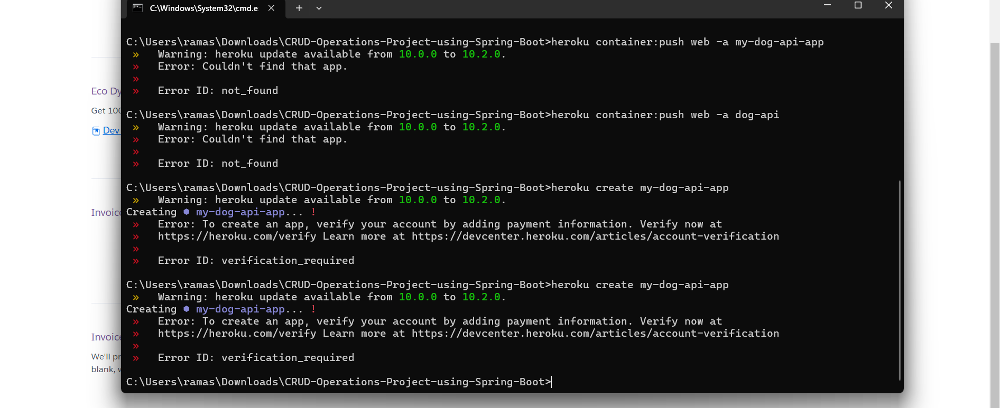 C:\Windows\System32\cmd.e
C:\Users\ramas\Downloads\CRUD-Operations-Project-using-Spring-Boot>heroku container:push web -a my-dog-api-app
» Warning: heroku update available from 10.0.0 to 10.2.0.
» Error: Couldn't find that app.
»
» Error ID: not_found
C:\Users\ramas\Downloads\CRUD-Operations-Project-using-Spring-Boot>heroku container:push web -a dog-api
» Warning: heroku update available from 10.0.0 to 10.2.0.
» Error: Couldn't find that app.
»
» Error ID: not_found
C:\Users\ramas\Downloads\CRUD-Operations-Project-using-Spring-Boot>heroku create my-dog-api-app
» Warning: heroku update available from 10.0.0 to 10.2.0.
Creating ⬢ my-dog-api-app... !
» Error: To create an app, verify your account by adding payment information. Verify now at
» https://heroku.com/verify Learn more at https://devcenter.heroku.com/articles/account-verification
»
» Error ID: verification_required
C:\Users\ramas\Downloads\CRUD-Operations-Project-using-Spring-Boot>heroku create my-dog-api-app
» Warning: heroku update available from 10.0.0 to 10.2.0.
Creating ⬢ my-dog-api-app... !
» Error: To create an app, verify your account by adding payment information. Verify now at
» https://heroku.com/verify Learn more at https://devcenter.heroku.com/articles/account-verification
»
» Error ID: verification_required
C:\Users\ramas\Downloads\CRUD-Operations-Project-using-Spring-Boot>
Eco Dy
Get 100
Dev
Invoice
Invoice
We'll pr
blank, w